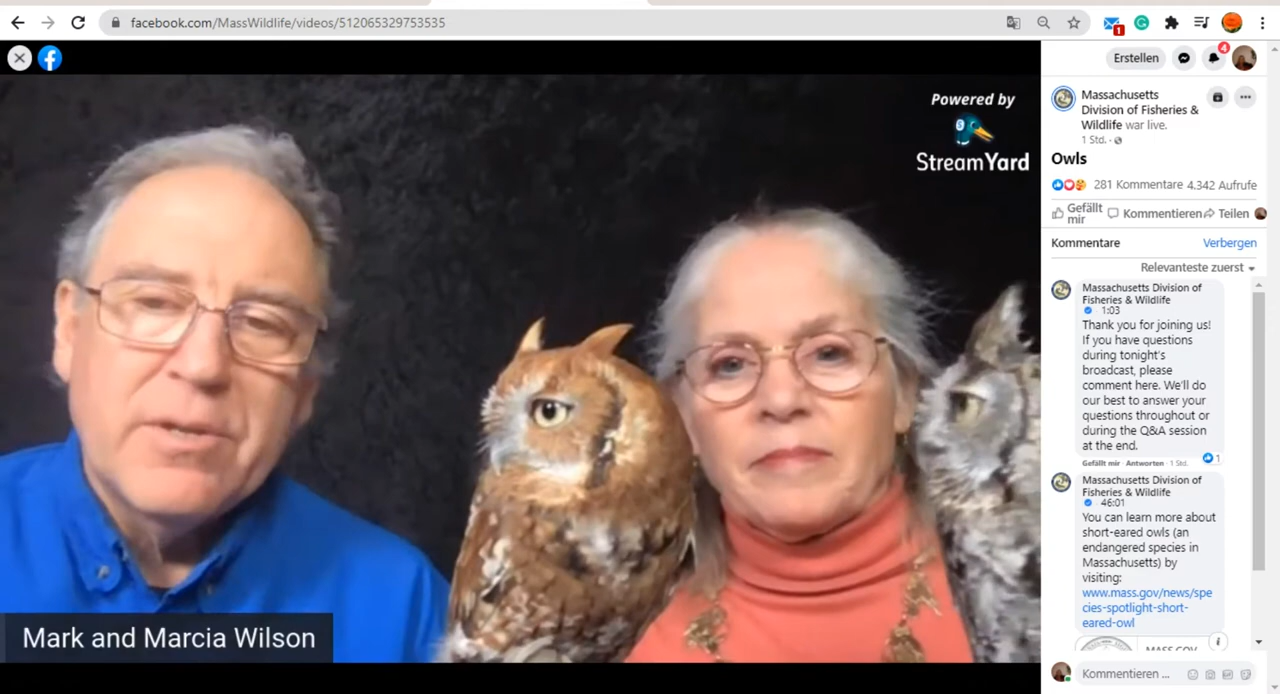 facebook.com/MassWildlife/videos/512065329753535
1
Erstellen
4
Powered by
StreamYard
Mark and Marcia Wilson
Massachusetts
Division of Fisheries &
Wildlife war live.
1 Std. ·
Owls
281 Kommentare 4.342 Aufrufe
Gefällt
mir
Kommentieren
Teilen
Kommentare
Verbergen
Relevanteste zuerst
Massachusetts Division of
Fisheries & Wildlife
· 1:03
Thank you for joining us!
If you have questions
during tonight's
broadcast, please
comment here. We'll do
our best to answer your
questions throughout or
during the Q&A session
at the end.
1
Gefällt mir · Antworten · 1 Std.
Massachusetts Division of
Fisheries & Wildlife
· 46:01
You can learn more about
short-eared owls (an
endangered species in
Massachusetts) by
visiting:
www.mass.gov/news/spe
cies-spotlight-short-
eared-owl
MASS.GOV
i
Kommentieren ...